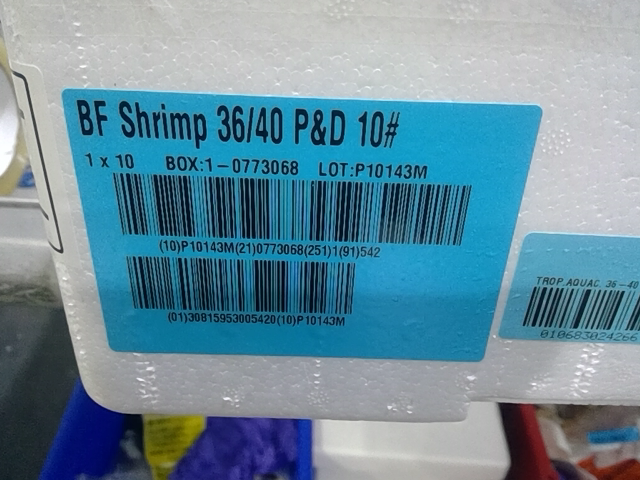 BF Shrimp 36/40 P&D 10#
1 x 10 BOX:1-0773068 LOT:P10143M
(10)P10143M(21)0773068(251)1(91)542
(01)30815953005420(10)P10143M
TROP.AQUAC 36-40
010683024266